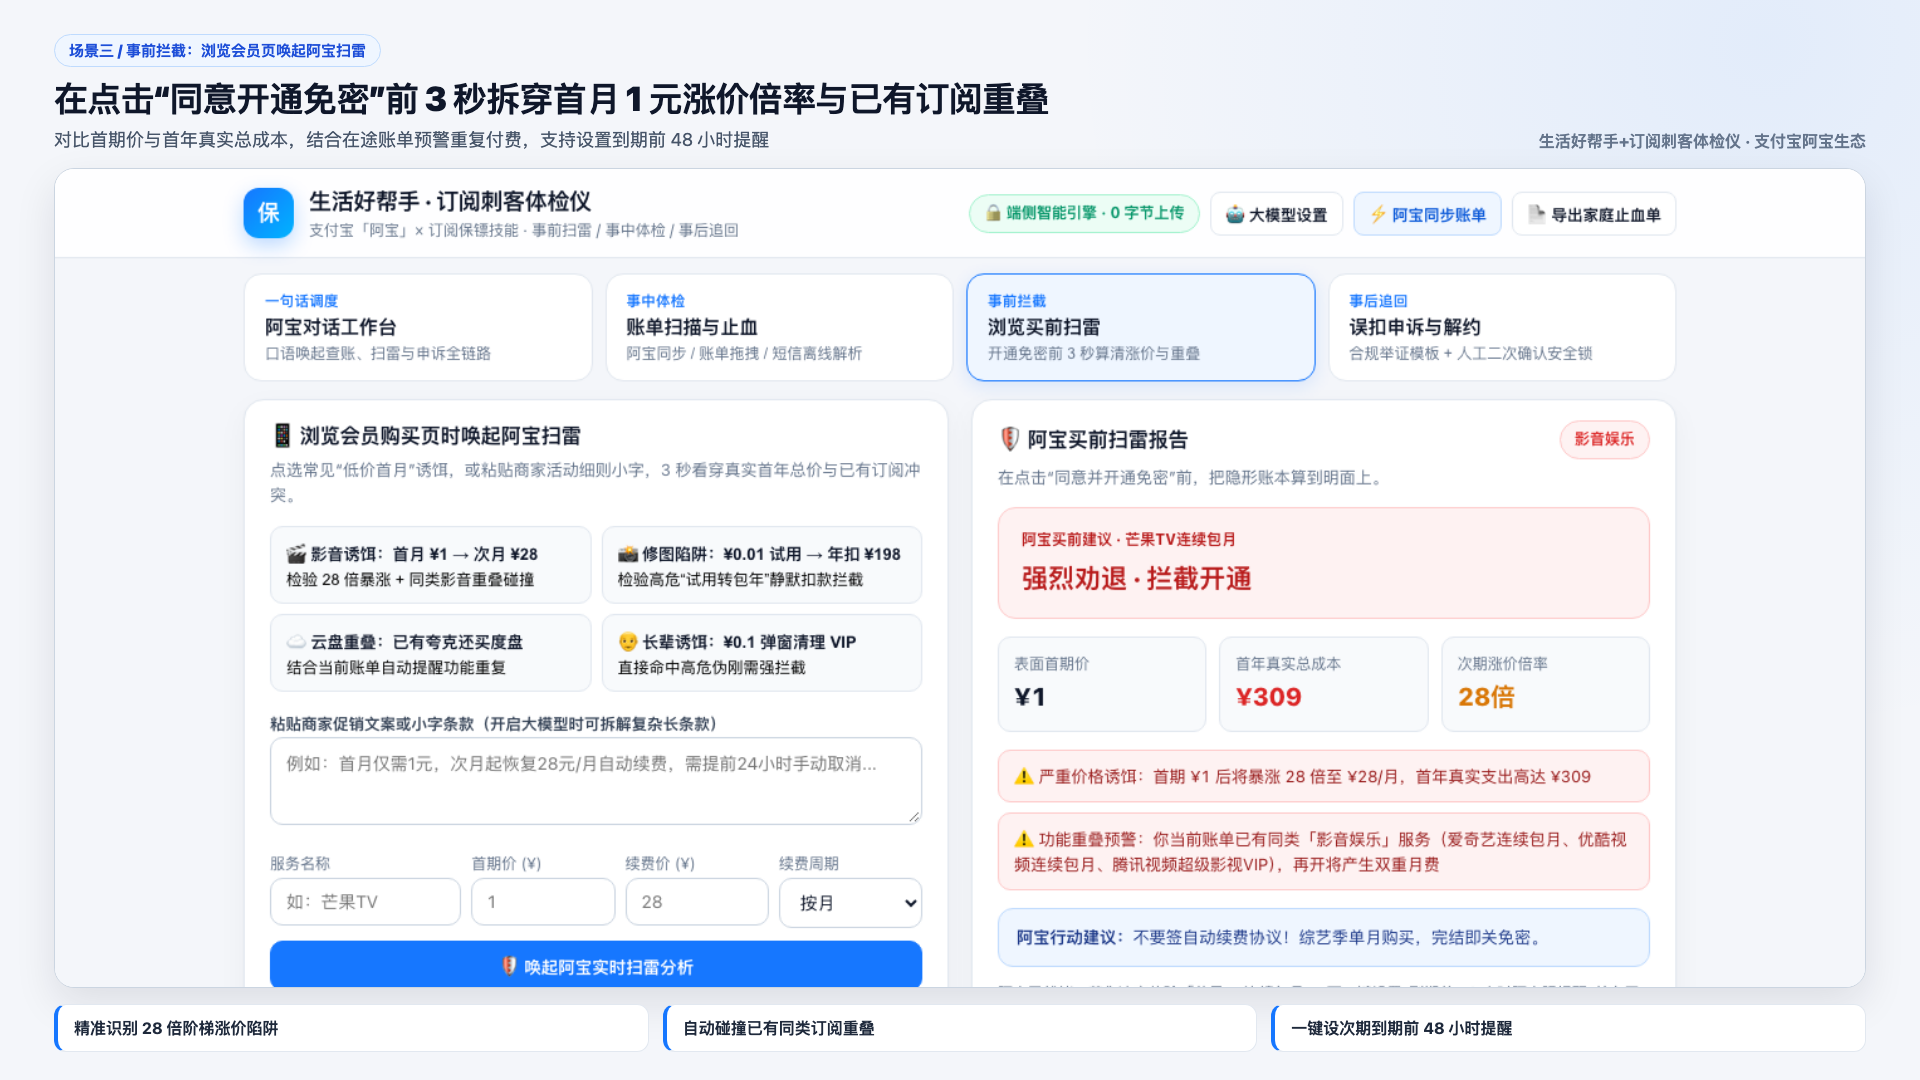 场景三 / 事前拦截：浏览会员页唤起阿宝扫雷
在点击“同意开通免密”前 3 秒拆穿首月 1 元涨价倍率与已有订阅重叠
对比首期价与首年真实总成本，结合在途账单预警重复付费，支持设置到期前 48 小时提醒
生活好帮手+订阅刺客体检仪 · 支付宝阿宝生态
保
生活好帮手 · 订阅刺客体检仪
支付宝「阿宝」× 订阅保镖技能 · 事前扫雷 / 事中体检 / 事后追回
端侧智能引擎 · 0 字节上传
大模型设置
阿宝同步账单
导出家庭止血单
一句话调度
阿宝对话工作台
口语唤起查账、扫雷与申诉全链路
事中体检
账单扫描与止血
阿宝同步 / 账单拖拽 / 短信离线解析
事前拦截
浏览买前扫雷
开通免密前 3 秒算清涨价与重叠
事后追回
误扣申诉与解约
合规举证模板 + 人工二次确认安全锁
浏览会员购买页时唤起阿宝扫雷
点选常见“低价首月”诱饵，或粘贴商家活动细则小字，3 秒看穿真实首年总价与已有订阅冲
突。
影音诱饵：首月 ¥1 → 次月 ¥28
检验 28 倍暴涨 + 同类影音重叠碰撞
修图陷阱：¥0.01 试用 → 年扣 ¥198
检验高危“试用转包年”静默扣款拦截
云盘重叠：已有夸克还买度盘
结合当前账单自动提醒功能重复
长辈诱饵：¥0.1 弹窗清理 VIP
直接命中高危伪刚需强拦截
粘贴商家促销文案或小字条款（开启大模型时可拆解复杂长条款）
例如：首月仅需1元，次月起恢复28元/月自动续费，需提前24小时手动取消...
服务名称
首期价 (¥)
续费价 (¥)
续费周期
如：芒果TV
1
28
按月
唤起阿宝实时扫雷分析
阿宝买前扫雷报告
影音娱乐
在点击“同意并开通免密”前，把隐形账本算到明面上。
阿宝买前建议 · 芒果TV连续包月
强烈劝退 · 拦截开通
表面首期价
¥1
首年真实总成本
¥309
次期涨价倍率
28倍
严重价格诱饵：首期 ¥1 后将暴涨 28 倍至 ¥28/月，首年真实支出高达 ¥309
功能重叠预警：你当前账单已有同类「影音娱乐」服务（爱奇艺连续包月、优酷视
频连续包月、腾讯视频超级影视VIP），再开将产生双重月费
阿宝行动建议：不要签自动续费协议！综艺季单月购买，完结即关免密。
精准识别 28 倍阶梯涨价陷阱
自动碰撞已有同类订阅重叠
一键设次期到期前 48 小时提醒